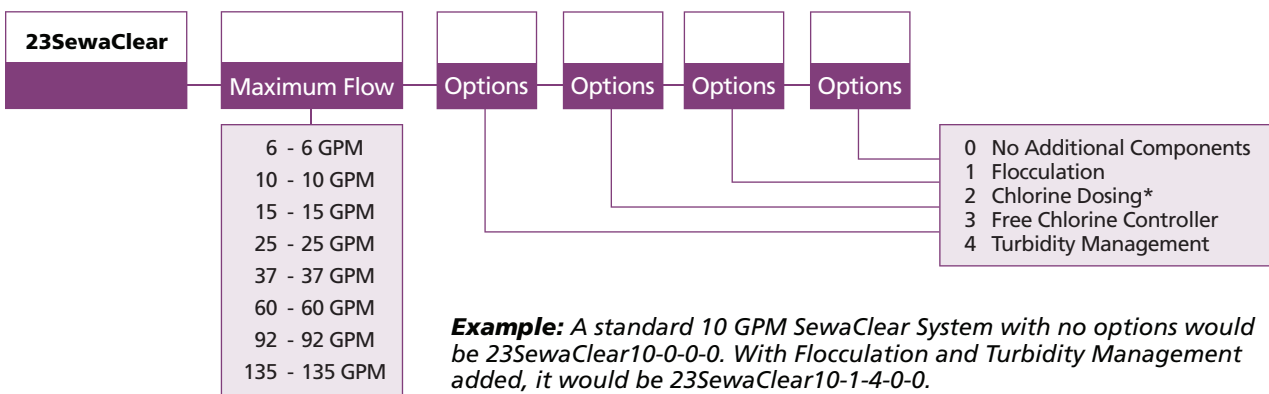 23SewaClear
Maximum Flow
Options
Options
Options
Options
6 - 6 GPM
10 - 10 GPM
15 - 15 GPM
25 - 25 GPM
37 - 37 GPM
60 - 60 GPM
92 - 92 GPM
135 - 135 GPM
0 No Additional Components
1 Flocculation
2 Chlorine Dosing*
3 Free Chlorine Controller
4 Turbidity Management
Example: A standard 10 GPM SewaClear System with no options would
be 23SewaClear10-0-0-0. With Flocculation and Turbidity Management
added, it would be 23SewaClear10-1-4-0-0.